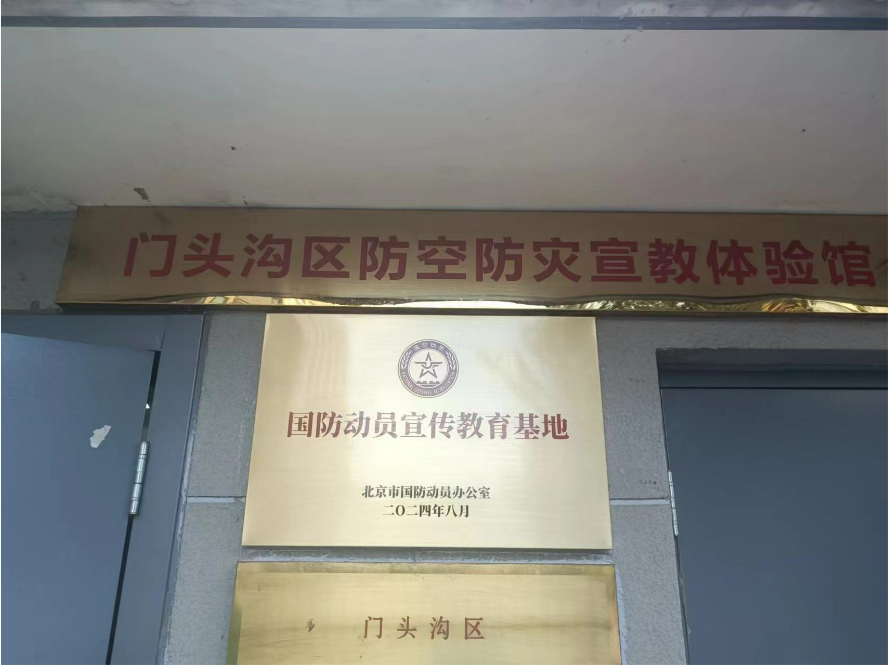 门头沟区防空防灾宣教体验馆
国防动员宣传教育基地
北京市国防动员办公室
二〇二四年八月
门头沟区